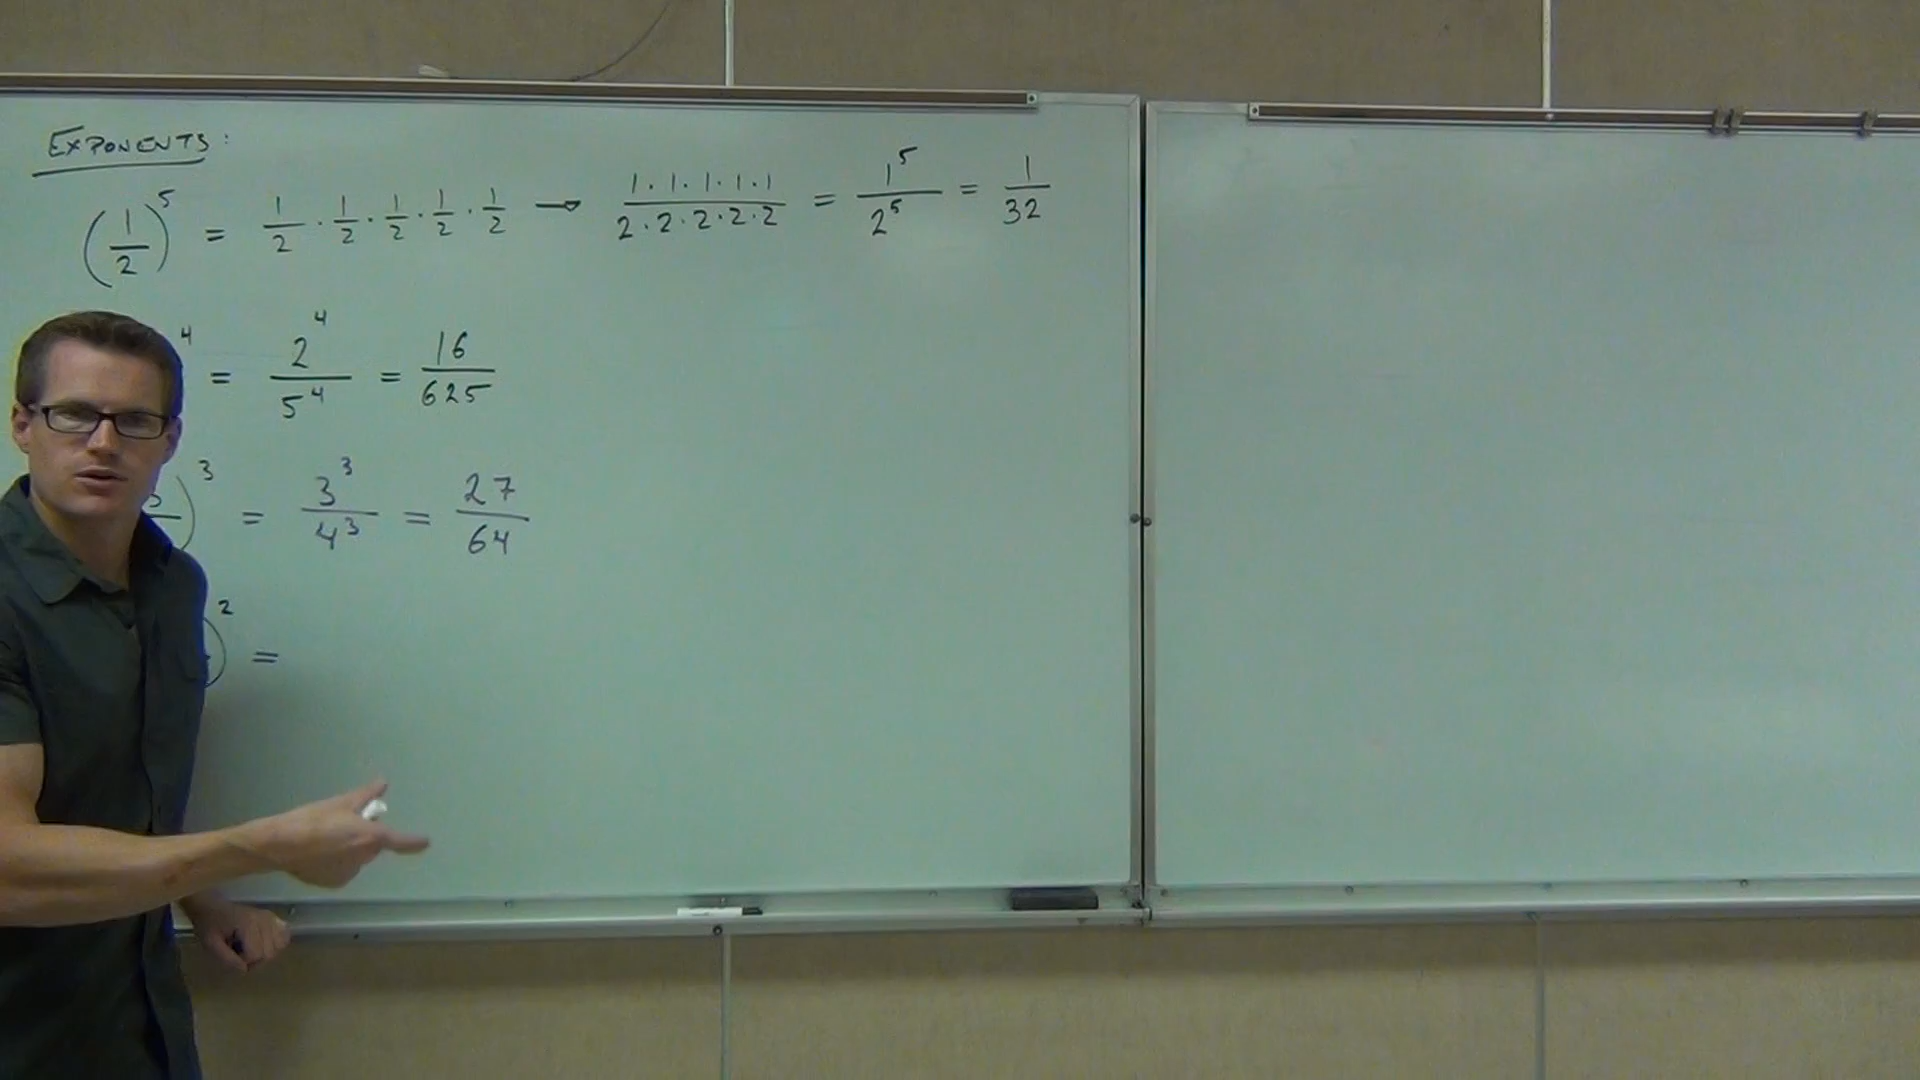 EXPONENTS:
(1/2)^5 = 1/2 · 1/2 · 1/2 · 1/2 · 1/2 → 1·1·1·1·1/2·2·2·2·2 = 1^5/2^5 = 1/32
4 = 2^4/5^4 = 16/625
)^3 = 3^3/4^3 = 27/64
)^2 =